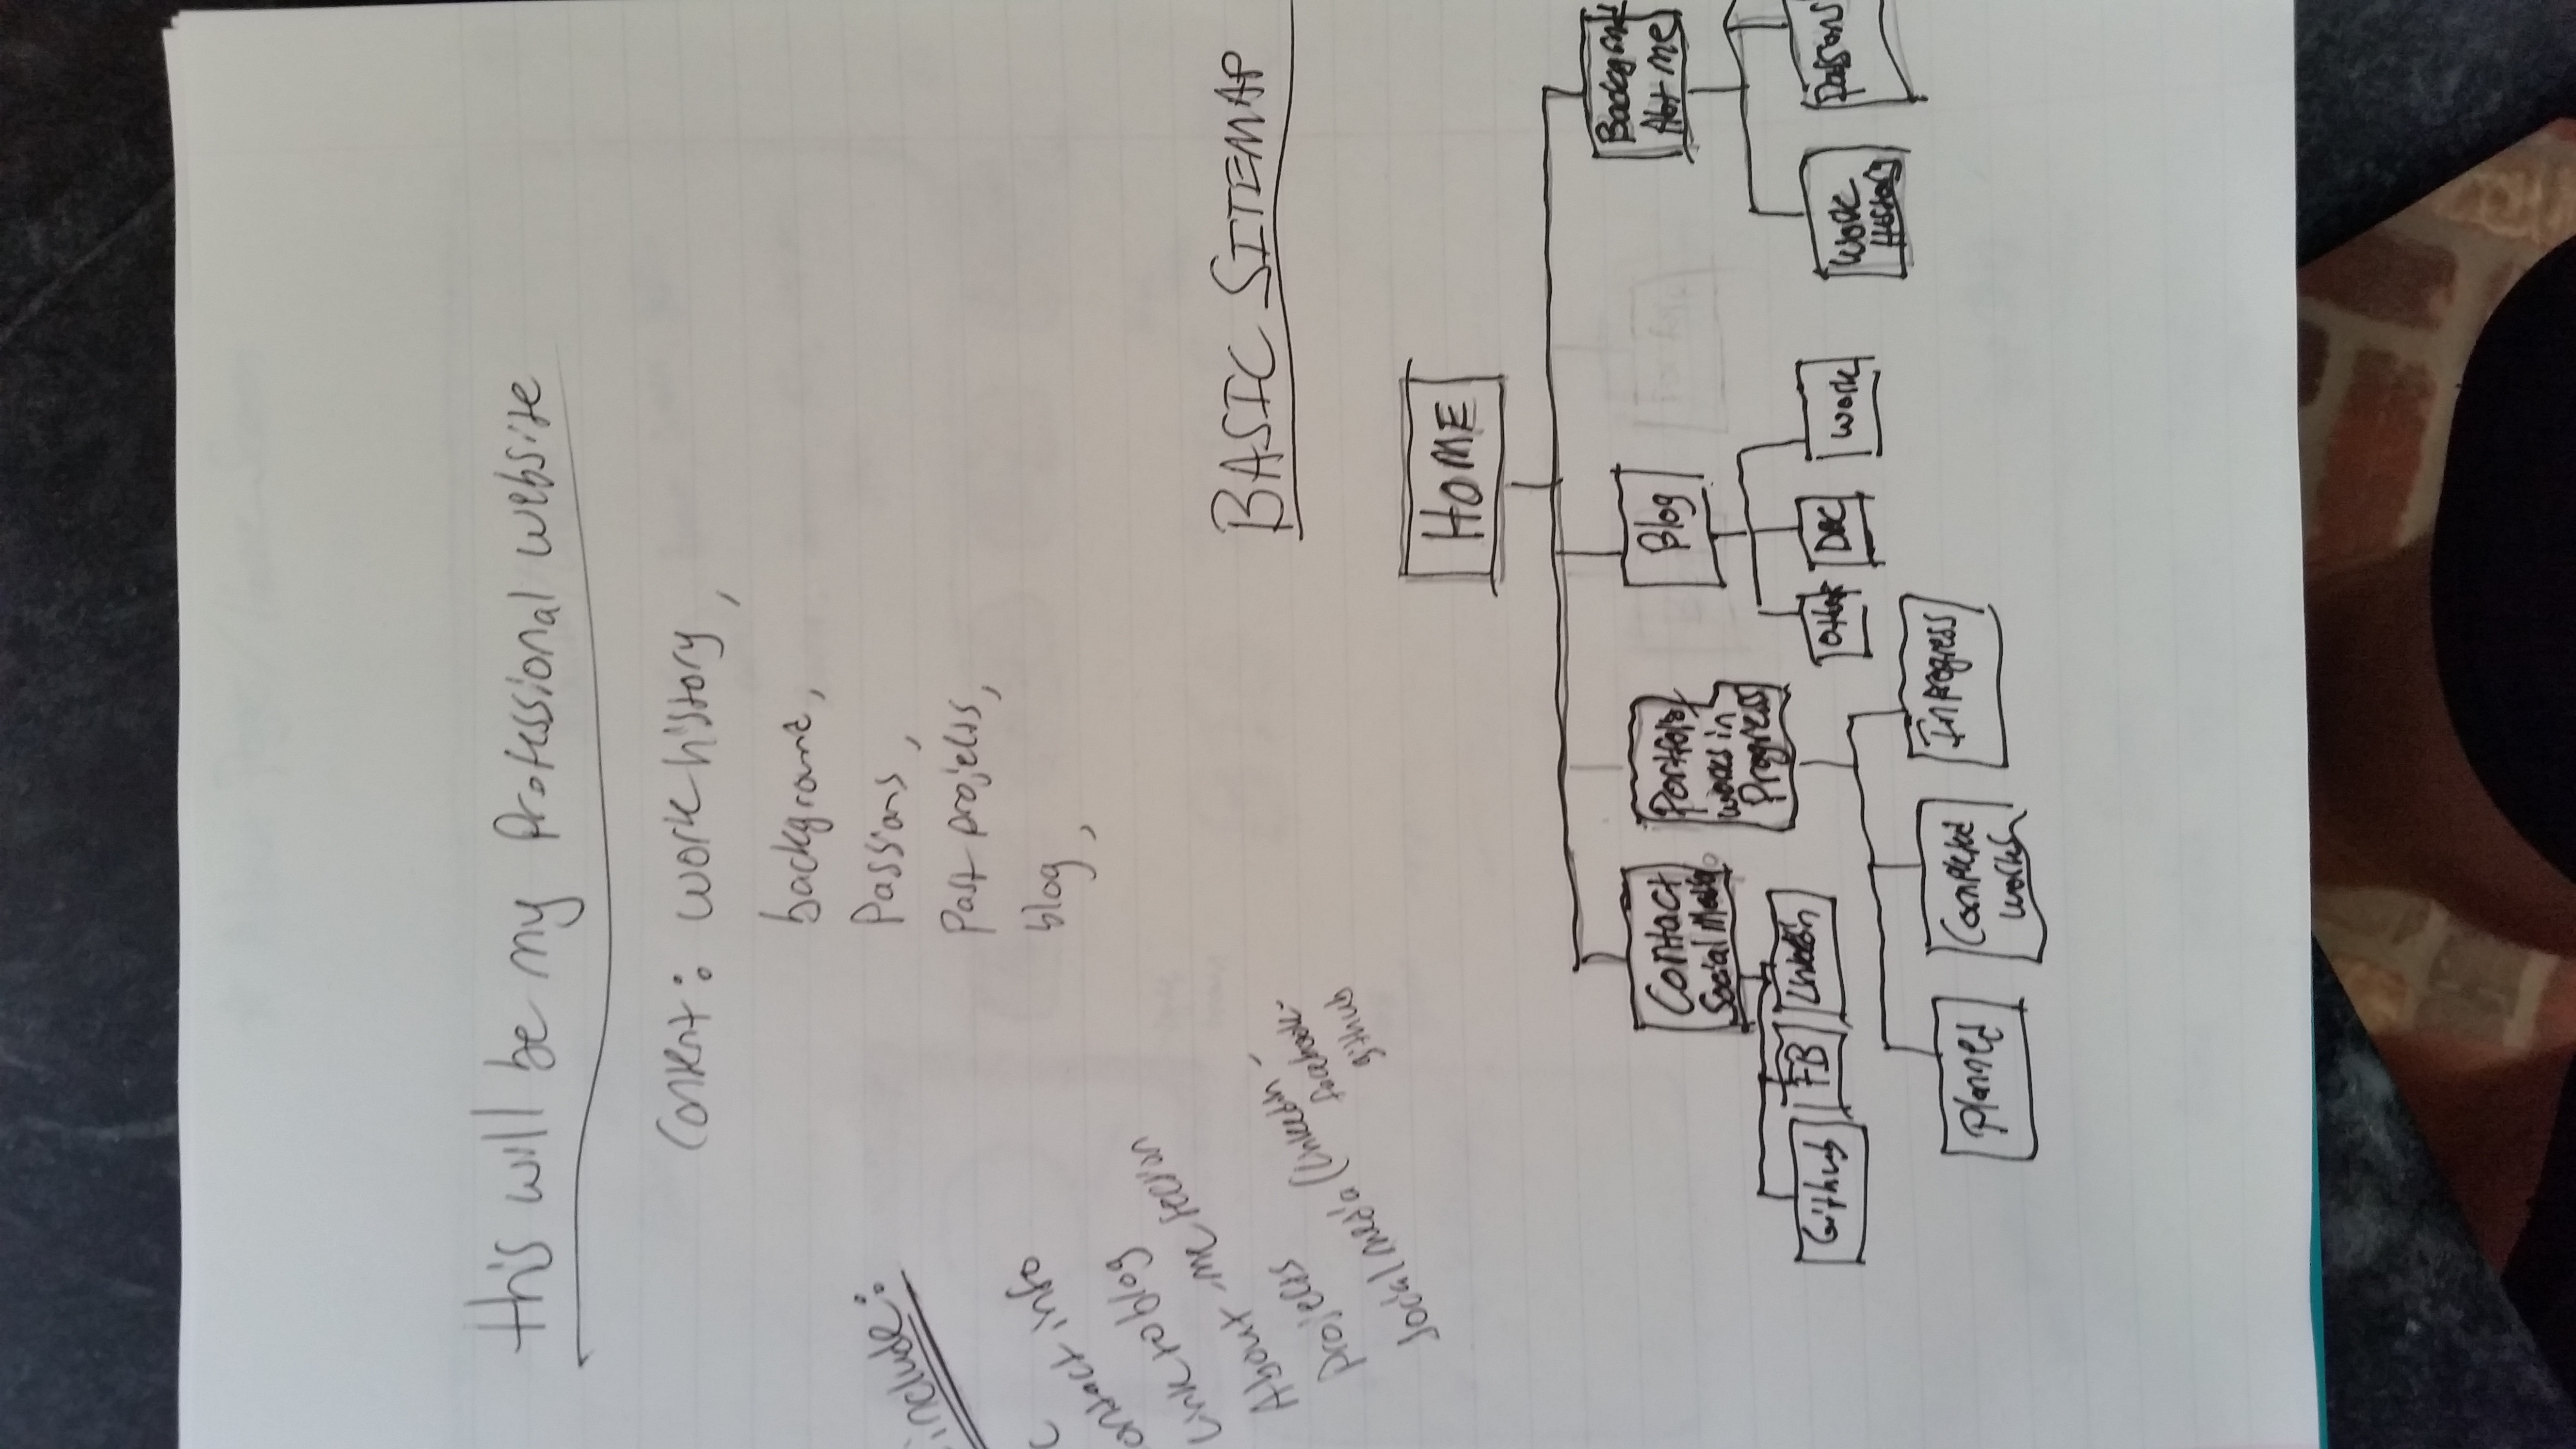 this will be my Professional website
Content: work history,
background,
Passions,
Past projects,
blog,
include:
contact info
Link to blog
About-me section
Projects
Social media (linkedin -
facebook-
github
BASIC SITEMAP
HOME
Contact
Social Media
Portfolio
works in
Progress
Blog
Background
Abt me
Github
FB
Linkedin
Other
DBC
Work
Work
History
Passions
Planned
Completed
works
In progress